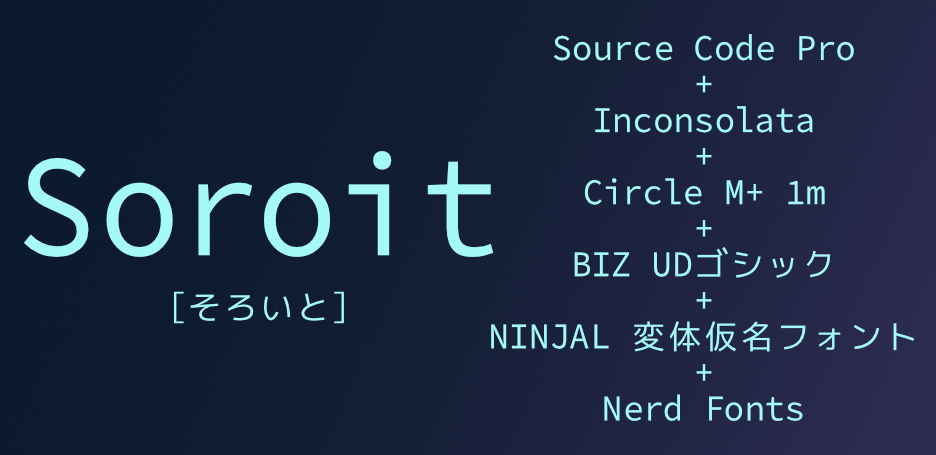 Soroit
[そろいと]
Source Code Pro
+
Inconsolata
+
Circle M+ 1m
+
BIZ UDゴシック
+
NINJAL 変体仮名フォント
+
Nerd Fonts